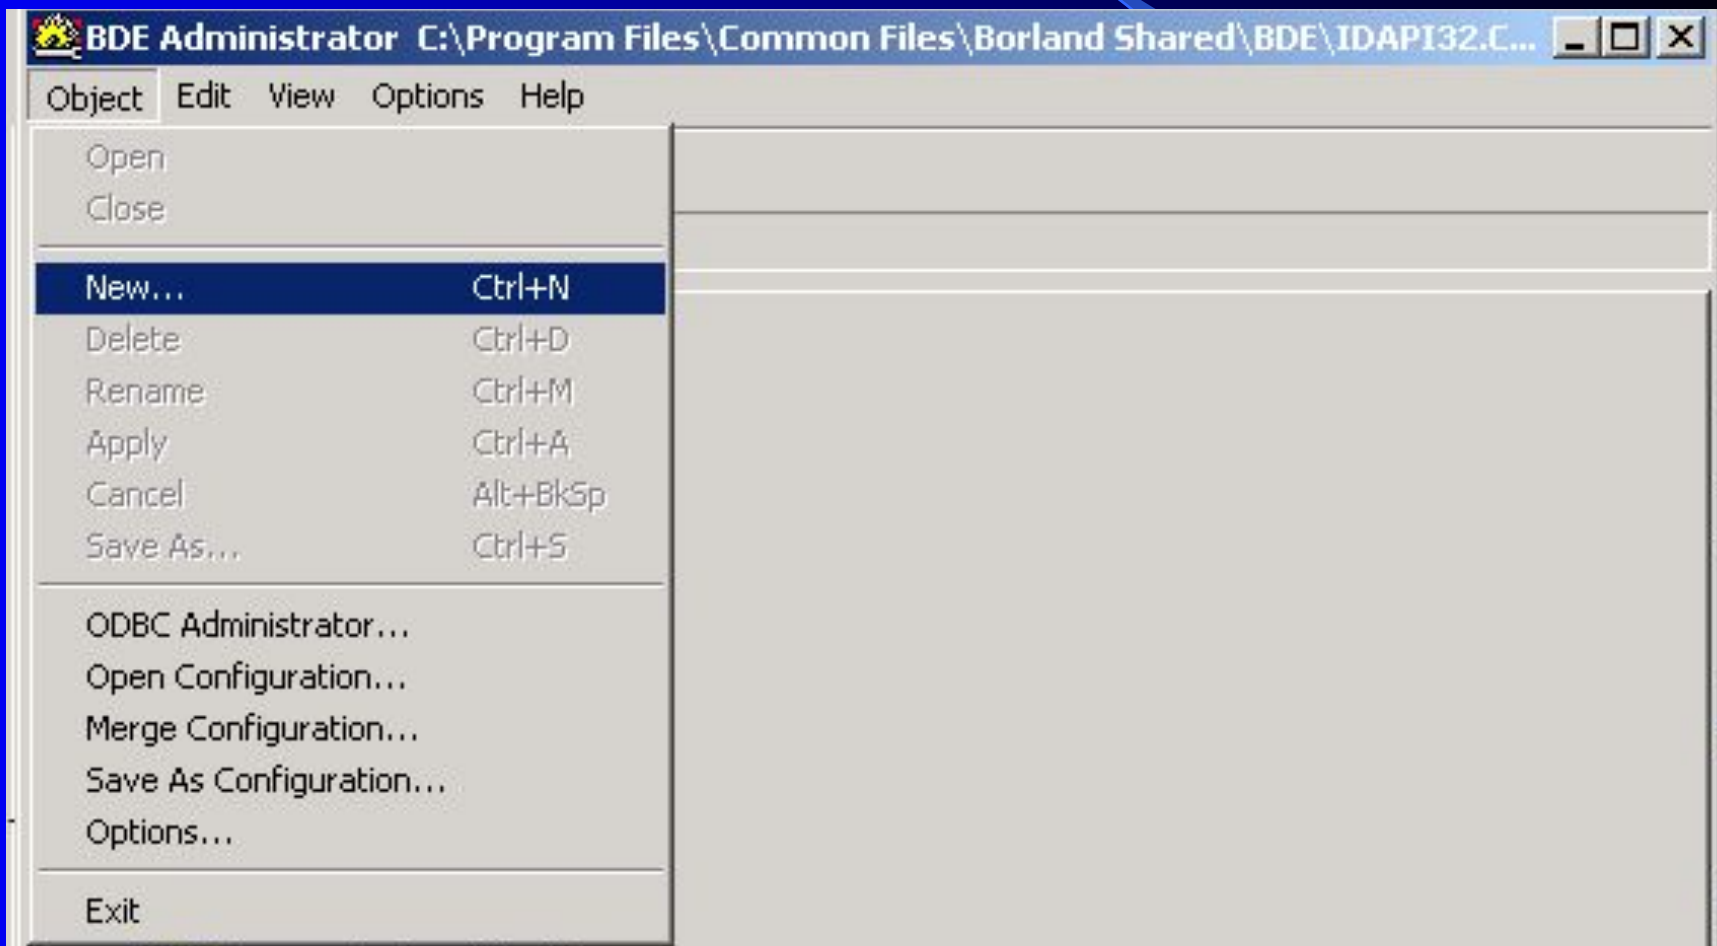 BDE Administrator C:\Program Files\Common Files\Borland Shared\BDE\IDAPI32.C...
Object Edit View Options Help
Open
Close
New... Ctrl+N
Delete Ctrl+D
Rename Ctrl+M
Apply Ctrl+A
Cancel Alt+BkSp
Save As... Ctrl+S
ODBC Administrator...
Open Configuration...
Merge Configuration...
Save As Configuration...
Options...
Exit